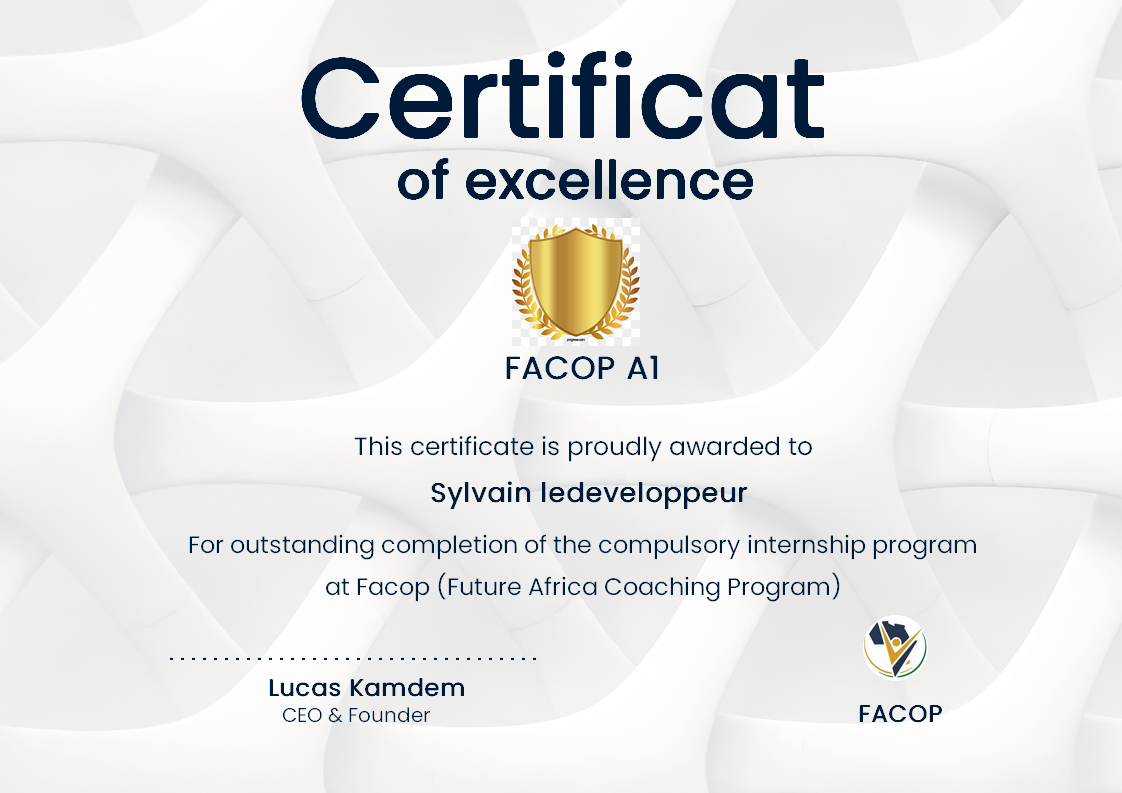 Certificat
of excellence
FACOP A1
This certificate is proudly awarded to
Sylvain ledeveloppeur
For outstanding completion of the compulsory internship program
at Facop (Future Africa Coaching Program)
Lucas Kamdem
CEO & Founder
FACOP